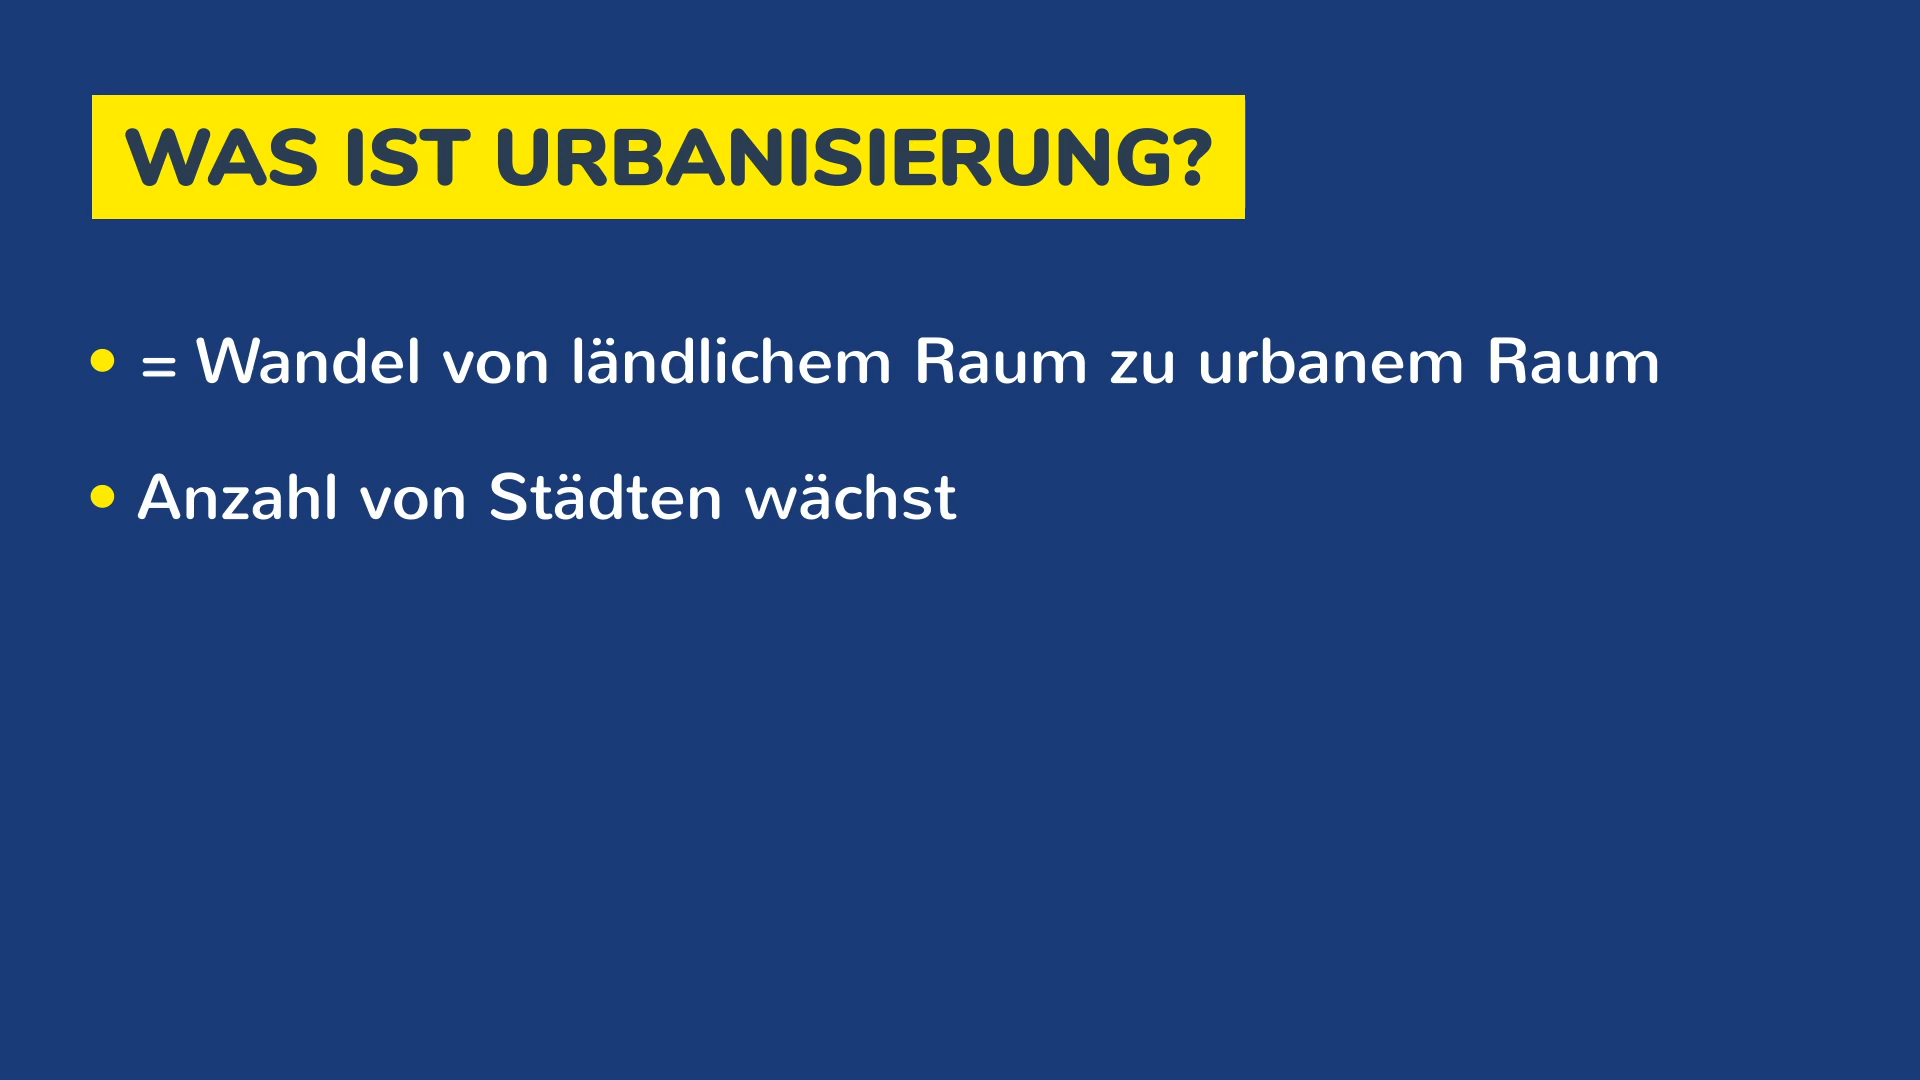 WAS IST URBANISIERUNG?
• = Wandel von ländlichem Raum zu urbanem Raum
• Anzahl von Städten wächst